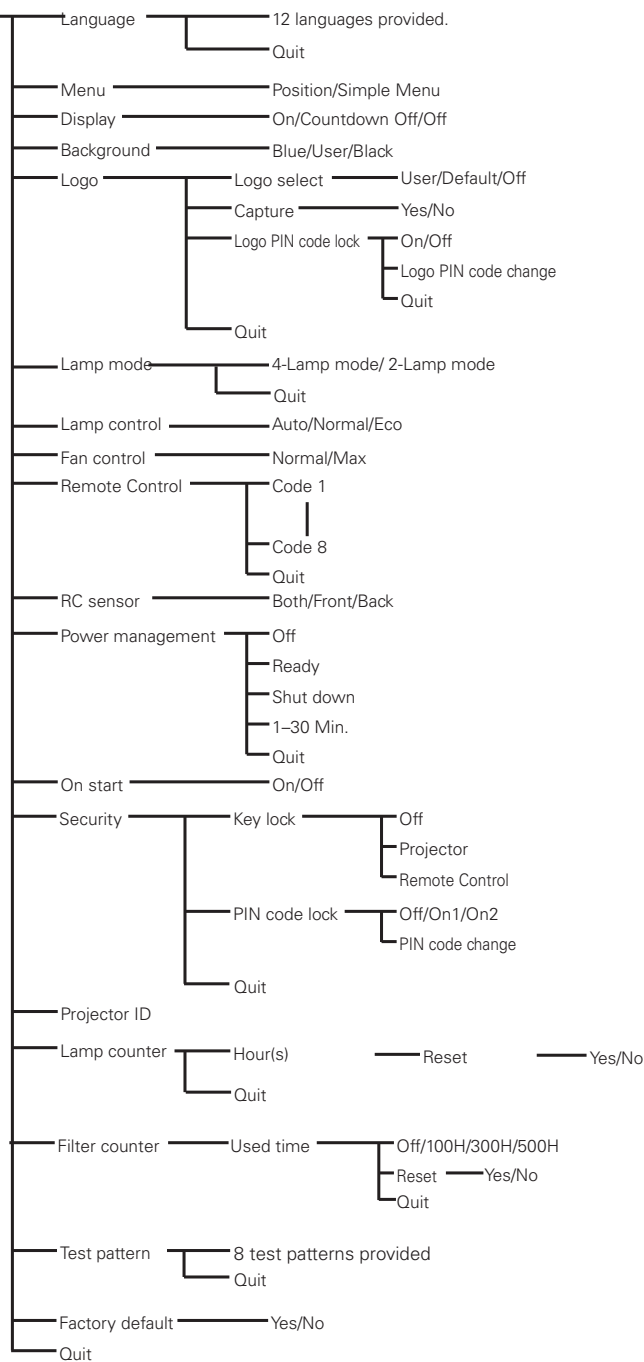 Language 12 languages provided.
Quit
Menu Position/Simple Menu
Display On/Countdown Off/Off
Background Blue/User/Black
Logo Logo select User/Default/Off
Capture Yes/No
Logo PIN code lock On/Off
Logo PIN code change
Quit
Quit
Lamp mode 4-Lamp mode/ 2-Lamp mode
Quit
Lamp control Auto/Normal/Eco
Fan control Normal/Max
Remote Control Code 1
Code 8
Quit
RC sensor Both/Front/Back
Power management Off
Ready
Shut down
1–30 Min.
Quit
On start On/Off
Security Key lock Off
Projector
Remote Control
PIN code lock Off/On1/On2
PIN code change
Quit
Projector ID
Lamp counter Hour(s) Reset Yes/No
Quit
Filter counter Used time Off/100H/300H/500H
Reset Yes/No
Quit
Test pattern 8 test patterns provided
Quit
Factory default Yes/No
Quit